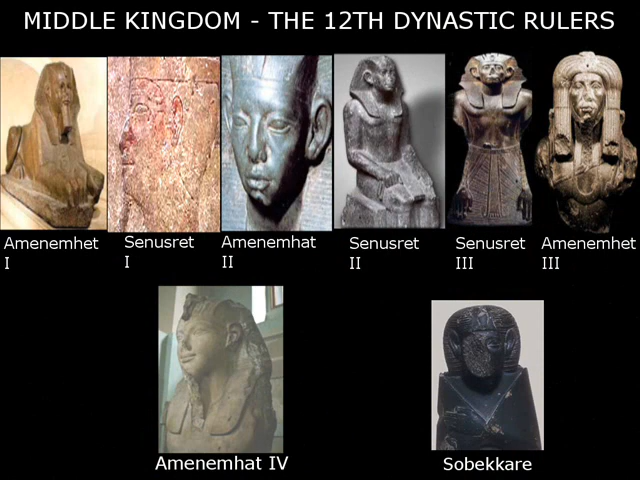 MIDDLE KINGDOM - THE 12TH DYNASTIC RULERS
Amenemhet
I
Senusret
I
Amenemhat
II
Senusret
II
Senusret
III
Amenemhet
III
Amenemhat IV
Sobekkare